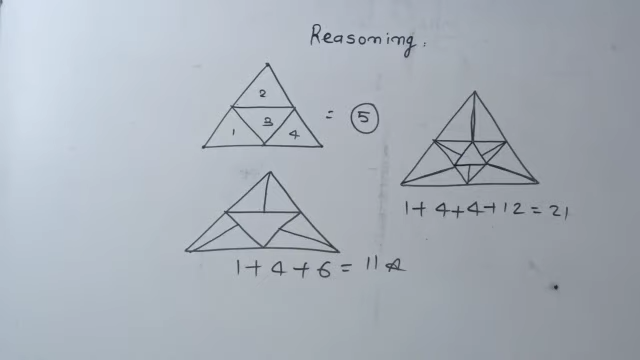 Reasoning.
2
1 3 4 = 5
1+4+4+12=21
1+4+6=11